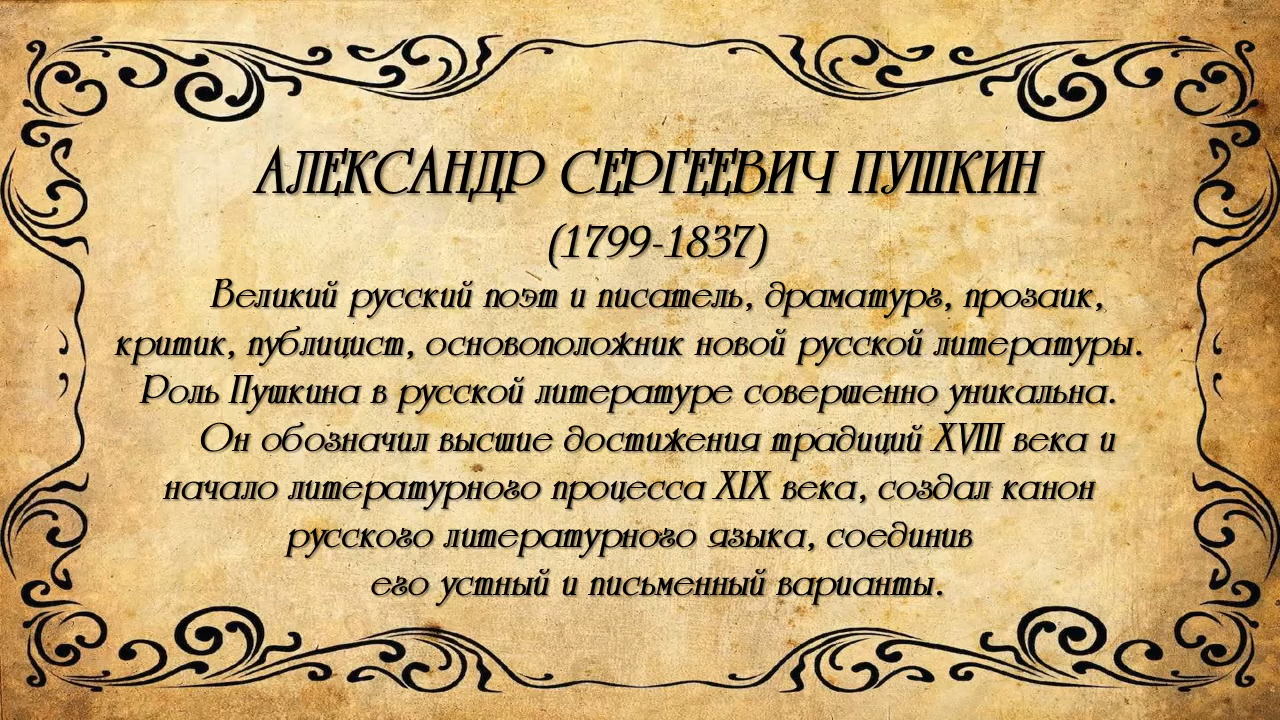 АЛЕКСАНДР СЕРГЕЕВИЧ ПУШКИН
(1799-1837)
Великий русский поэт и писатель, драматург, прозаик,
критик, публицист, основоположник новой русской литературы.
Роль Пушкина в русской литературе совершенно уникальна.
Он обозначил высшие достижения традиций XVIII века и
начало литературного процесса XIX века, создал канон
русского литературного языка, соединив
его устный и письменный варианты.